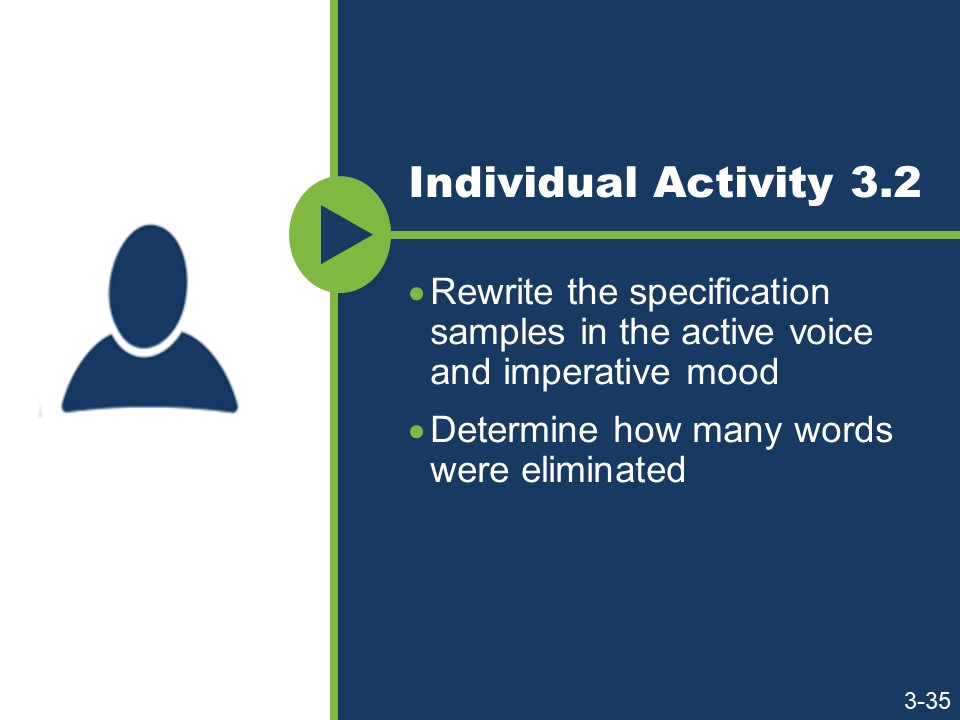 Individual Activity 3.2
• Rewrite the specification
samples in the active voice
and imperative mood
• Determine how many words
were eliminated
3-35